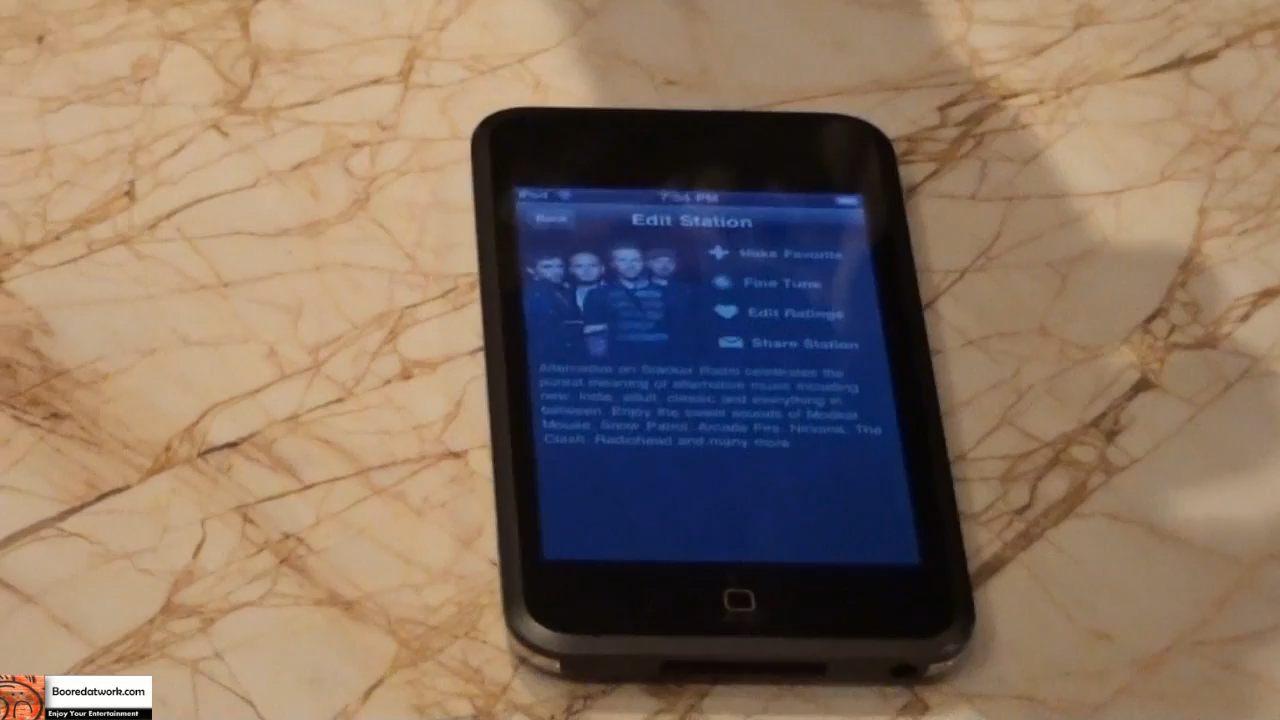 iPod 7:34 PM
Back
Edit Station
Make Favorite
Fine Tune
Edit Ratings
Share Station
Alternative on Slacker Radio celebrates the
purest meaning of alternative music including
new, indie, adult, classic and everything in
between. Enjoy the sweet sounds of Modest
Mouse, Snow Patrol, Arcade Fire, Nirvana, The
Clash, Radiohead and many more.
Booredatwork.com
Enjoy Your Entertainment